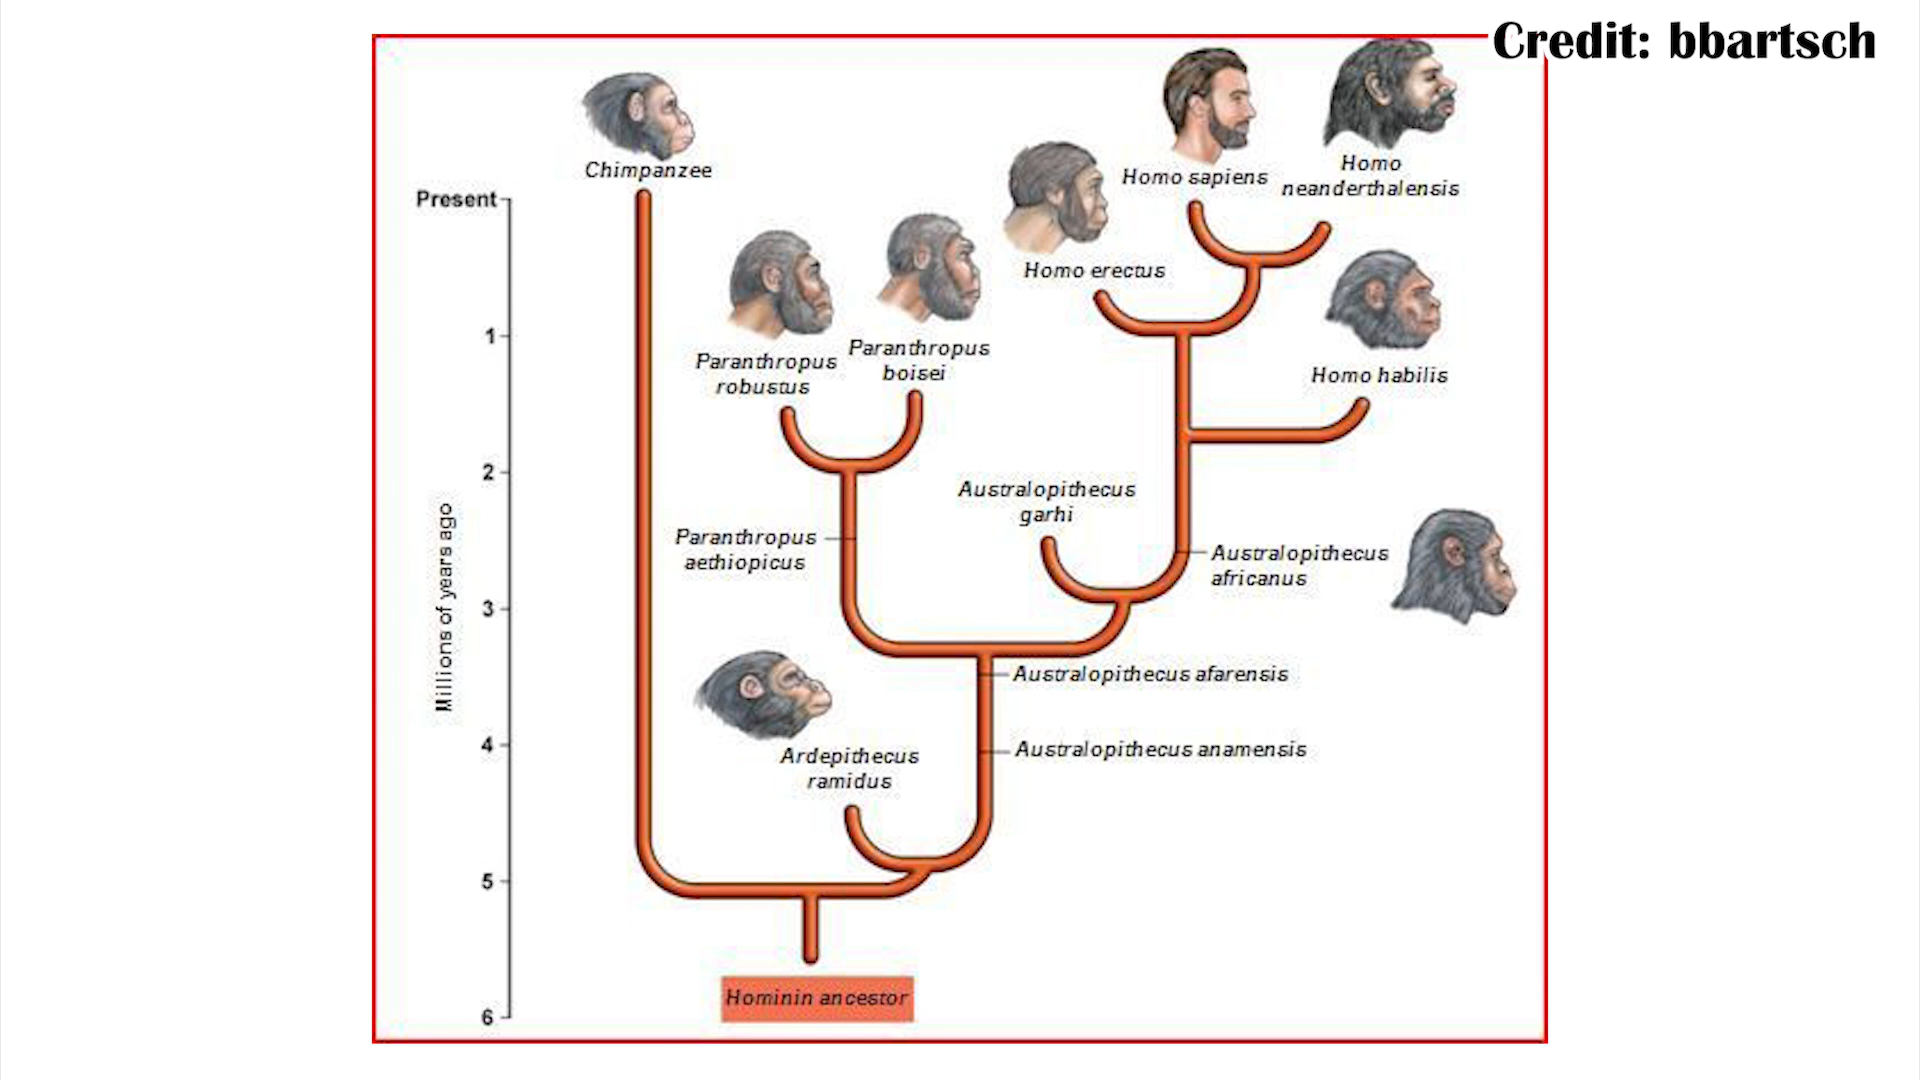 Credit: bbartsch
Chimpanzee
Homo sapiens
Homo
neanderthalensis
Present
Homo erectus
1
Paranthropus
robustus
Paranthropus
boisei
Homo habilis
2
Australopithecus
garhi
Paranthropus
aethiopicus
Australopithecus
africanus
Millions of years ago
3
Australopithecus afarensis
4
Australopithecus anamensis
Ardepithecus
ramidus
5
Hominin ancestor
6